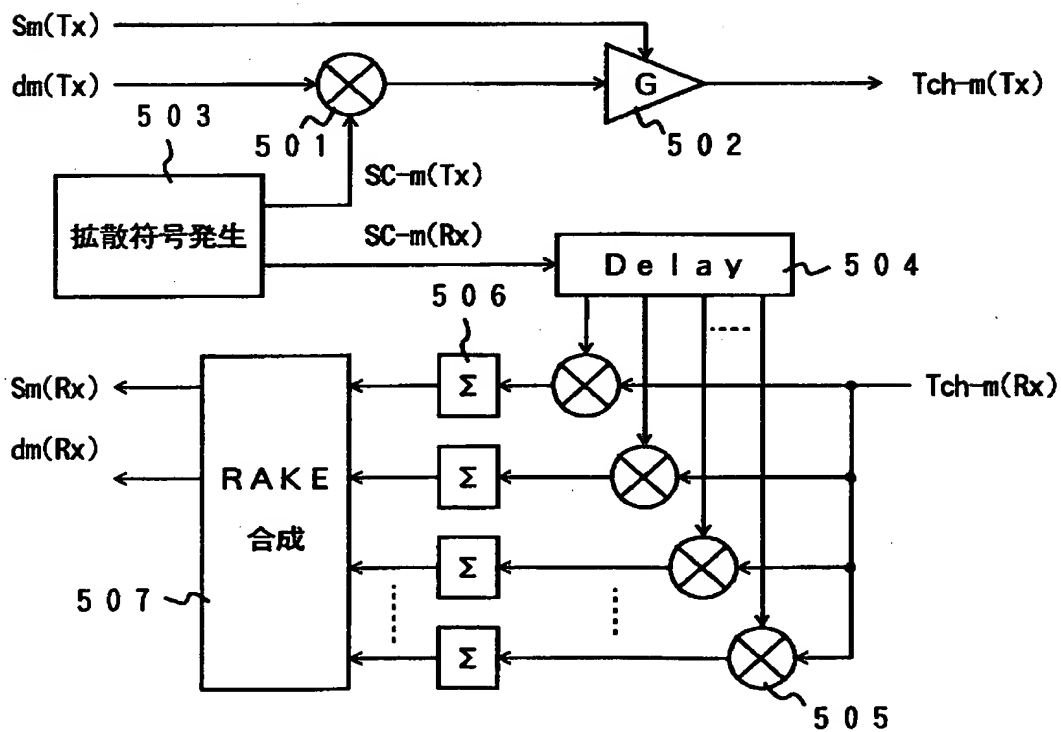 Sm(Tx)
dm(Tx)
G
Tch-m(Tx)
503
501
502
SC-m(Tx)
拡散符号発生
SC-m(Rx)
Delay
504
506
Sm(Rx)
Σ
Tch-m(Rx)
dm(Rx)
RAKE
合成
Σ
Σ
507
Σ
505